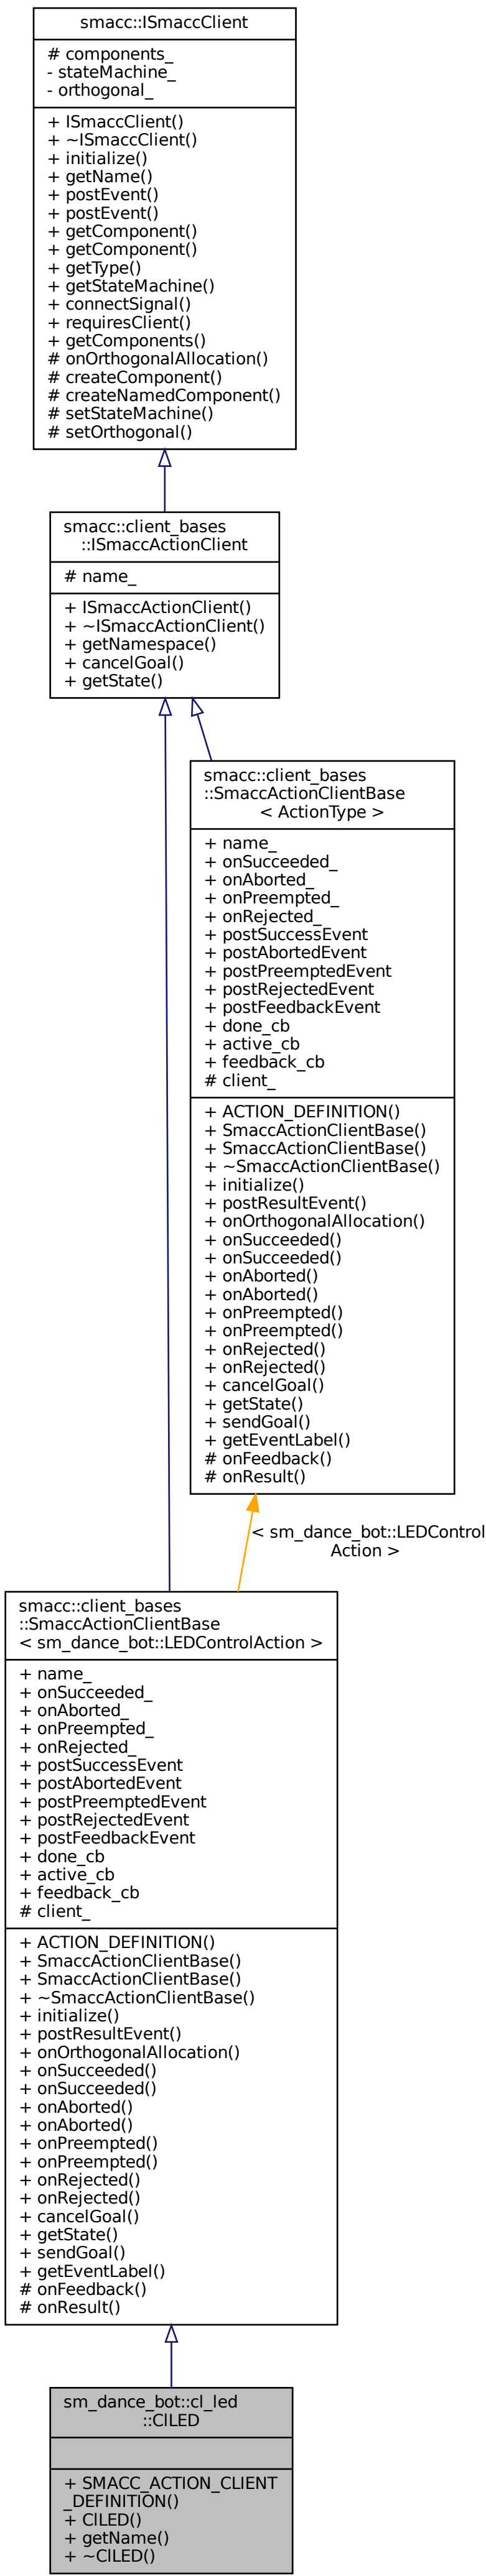 smacc::ISmaccClient
# components_
- stateMachine_
- orthogonal_
+ ISmaccClient()
+ ~ISmaccClient()
+ initialize()
+ getName()
+ postEvent()
+ postEvent()
+ getComponent()
+ getComponent()
+ getType()
+ getStateMachine()
+ connectSignal()
+ requiresClient()
+ getComponents()
# onOrthogonalAllocation()
# createComponent()
# createNamedComponent()
# setStateMachine()
# setOrthogonal()
smacc::client_bases
::ISmaccActionClient
# name_
+ ISmaccActionClient()
+ ~ISmaccActionClient()
+ getNamespace()
+ cancelGoal()
+ getState()
smacc::client_bases
::SmaccActionClientBase
< ActionType >
+ name_
+ onSucceeded_
+ onAborted_
+ onPreempted_
+ onRejected_
+ postSuccessEvent
+ postAbortedEvent
+ postPreemptedEvent
+ postRejectedEvent
+ postFeedbackEvent
+ done_cb
+ active_cb
+ feedback_cb
# client_
+ ACTION_DEFINITION()
+ SmaccActionClientBase()
+ SmaccActionClientBase()
+ ~SmaccActionClientBase()
+ initialize()
+ postResultEvent()
+ onOrthogonalAllocation()
+ onSucceeded()
+ onSucceeded()
+ onAborted()
+ onAborted()
+ onPreempted()
+ onPreempted()
+ onRejected()
+ onRejected()
+ cancelGoal()
+ getState()
+ sendGoal()
+ getEventLabel()
# onFeedback()
# onResult()
< sm_dance_bot::LEDControl
Action >
smacc::client_bases
::SmaccActionClientBase
< sm_dance_bot::LEDControlAction >
+ name_
+ onSucceeded_
+ onAborted_
+ onPreempted_
+ onRejected_
+ postSuccessEvent
+ postAbortedEvent
+ postPreemptedEvent
+ postRejectedEvent
+ postFeedbackEvent
+ done_cb
+ active_cb
+ feedback_cb
# client_
+ ACTION_DEFINITION()
+ SmaccActionClientBase()
+ SmaccActionClientBase()
+ ~SmaccActionClientBase()
+ initialize()
+ postResultEvent()
+ onOrthogonalAllocation()
+ onSucceeded()
+ onSucceeded()
+ onAborted()
+ onAborted()
+ onPreempted()
+ onPreempted()
+ onRejected()
+ onRejected()
+ cancelGoal()
+ getState()
+ sendGoal()
+ getEventLabel()
# onFeedback()
# onResult()
sm_dance_bot::cl_led
::ClLED
+ SMACC_ACTION_CLIENT
_DEFINITION()
+ ClLED()
+ getName()
+ ~ClLED()